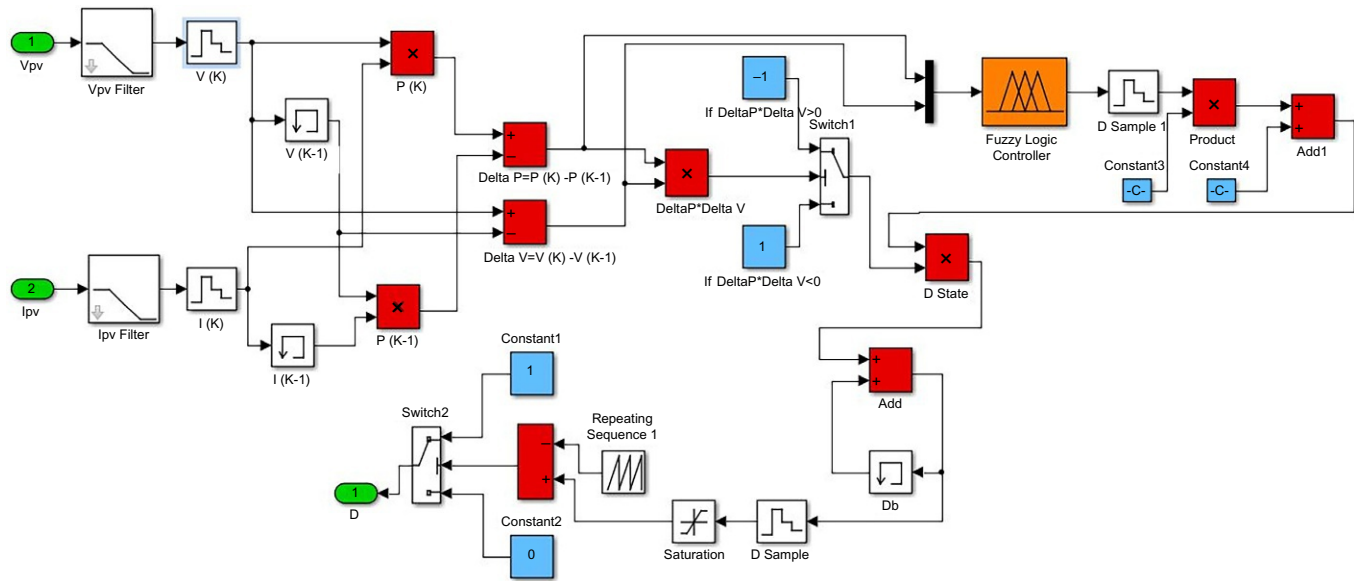 1
Vpv
Vpv Filter
V (K)
V (K-1)
P (K)
×
+
−
Delta P=P (K) -P (K-1)
+
−
Delta V=V (K) -V (K-1)
2
Ipv
Ipv Filter
I (K)
I (K-1)
×
P (K-1)
×
DeltaP*Delta V
–1
If DeltaP*Delta V>0
Switch1
1
If DeltaP*Delta V<0
Fuzzy Logic
Controller
D Sample 1
×
Product
Constant3
-C-
Constant4
-C-
+
+
Add1
×
D State
+
+
Add
Db
D Sample
Saturation
Repeating
Sequence 1
−
+
Constant1
1
Switch2
1
D
Constant2
0